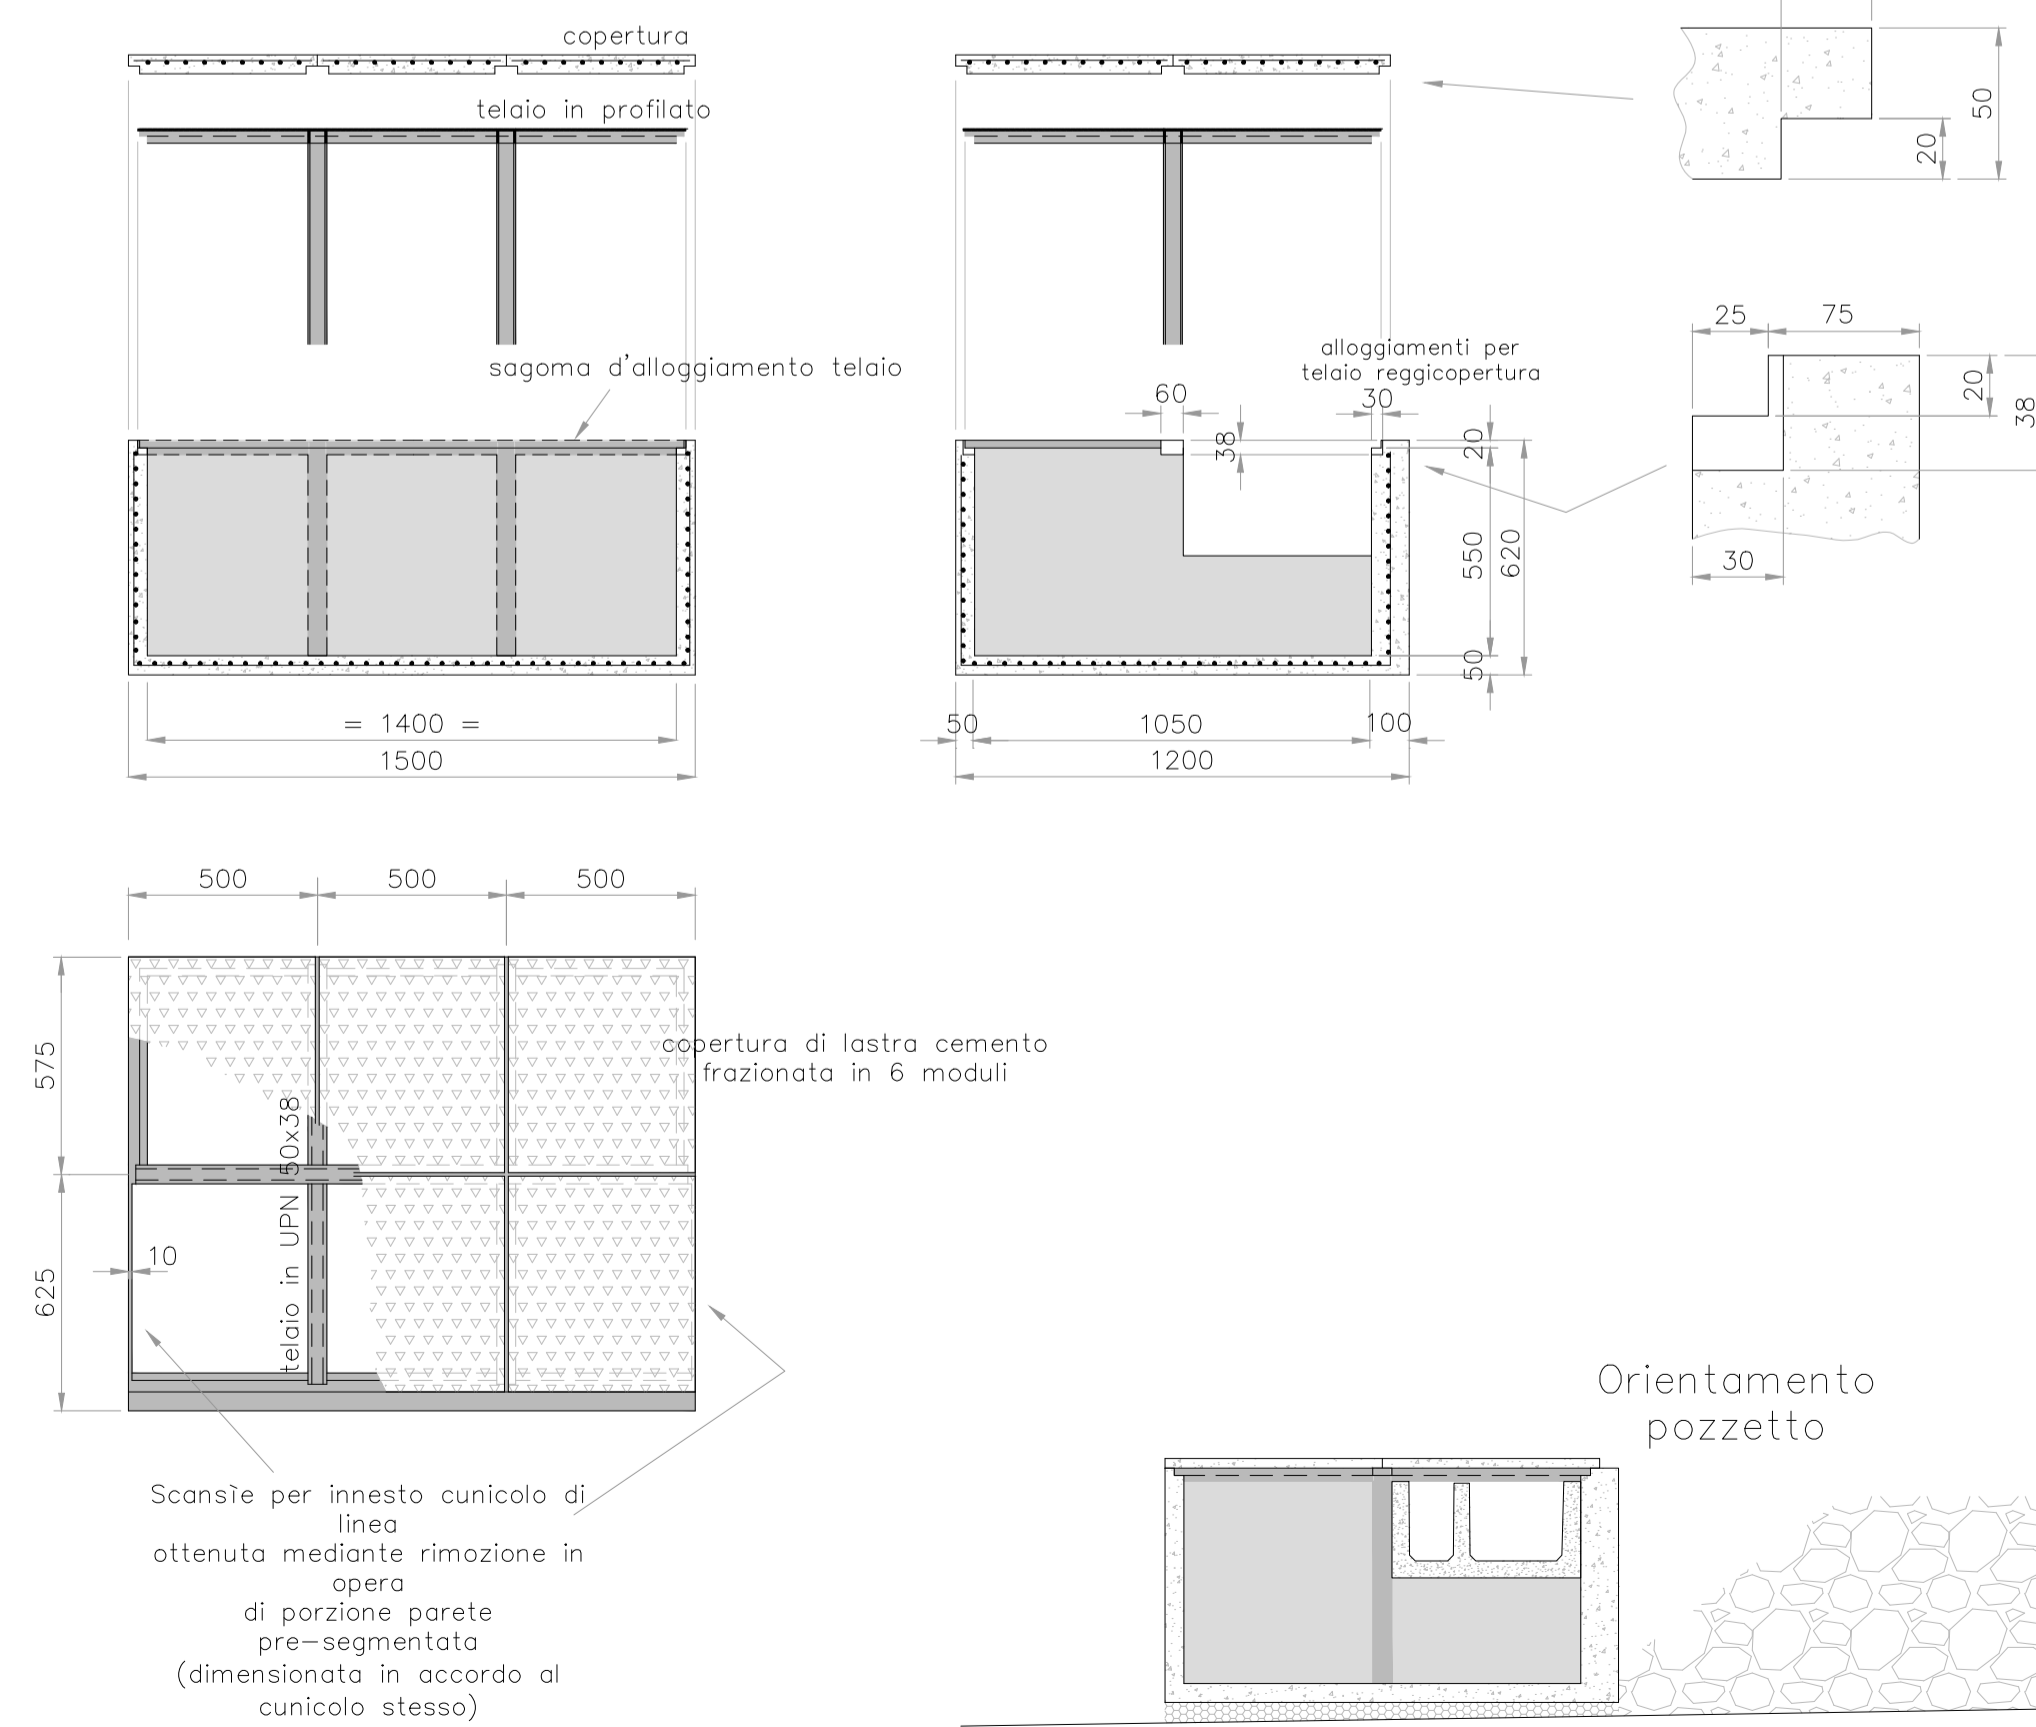 copertura
telaio in profilato
50
20
25
75
20
38
30
sagoma d'alloggiamento telaio
alloggiamenti per
telaio reggicopertura
60
30
38
20
550
620
50
= 1400 =
1500
50
1050
100
1200
500
500
500
575
625
10
telaio in UPN 50x38
copertura di lastra cemento
frazionata in 6 moduli
Scansìe per innesto cunicolo di
linea
ottenuta mediante rimozione in
opera
di porzione parete
pre-segmentata
(dimensionata in accordo al
cunicolo stesso)
Orientamento
pozzetto